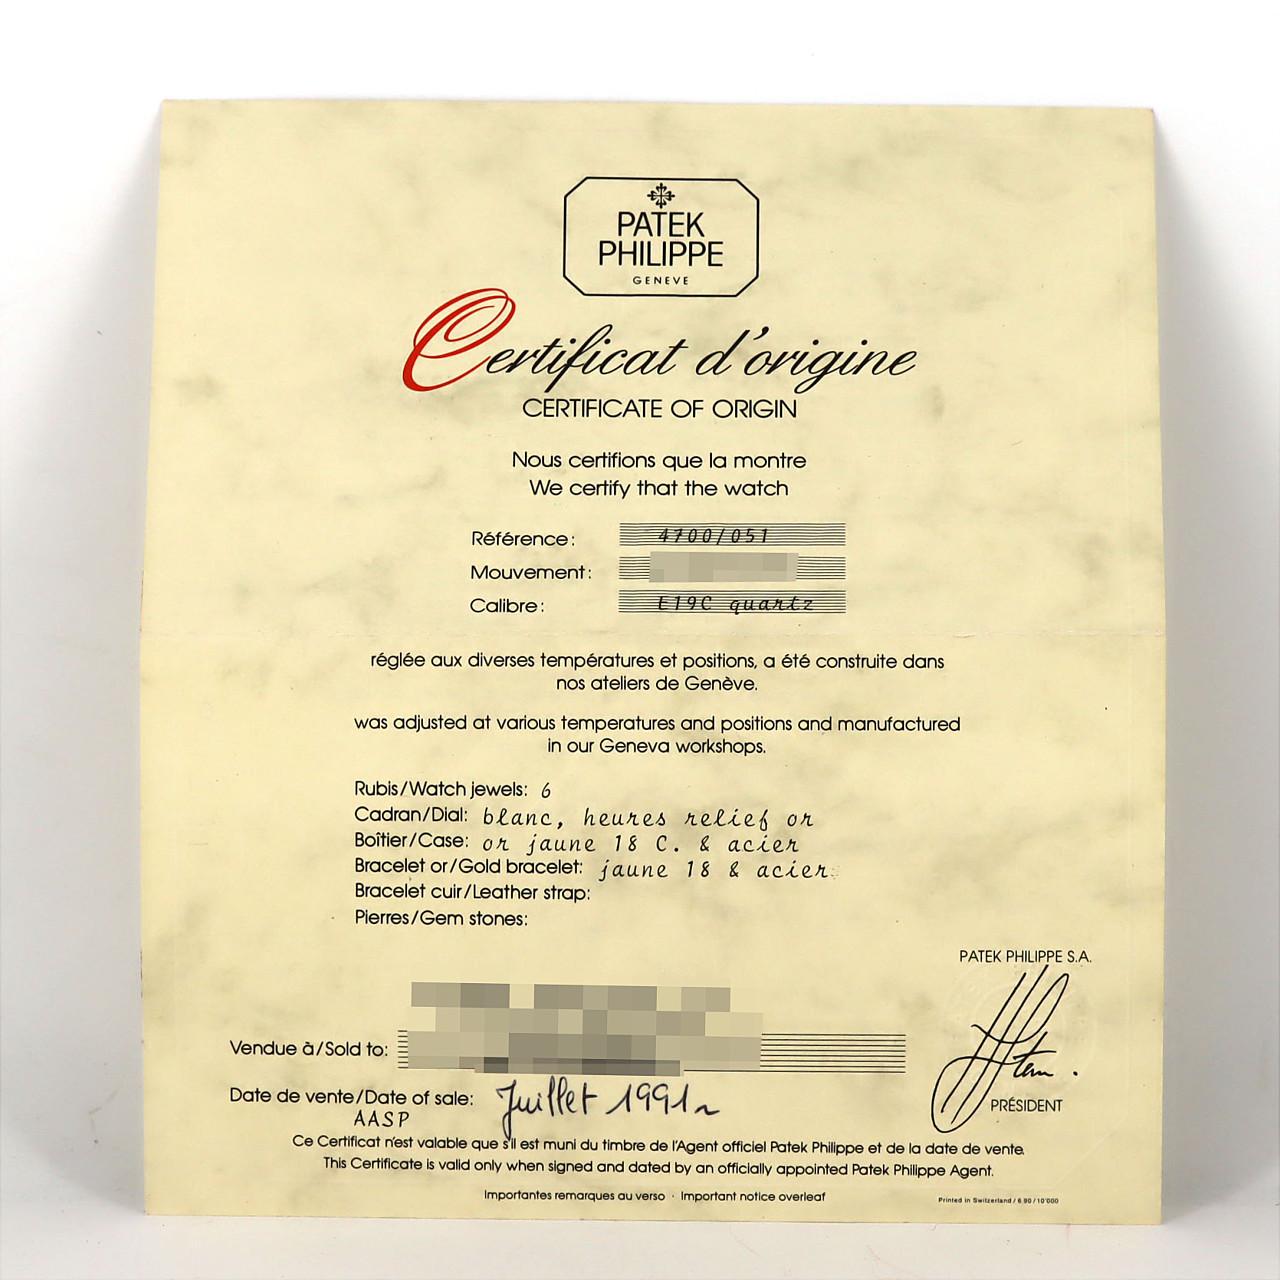 PATEK
PHILIPPE
GENEVE
Certificat d'origine
CERTIFICATE OF ORIGIN
Nous certifions que la montre
We certify that the watch
Référence: 4700/051
Mouvement:
Calibre: E19C quartz
réglée aux diverses températures et positions, a été construite dans
nos ateliers de Genève.
was adjusted at various temperatures and positions and manufactured
in our Geneva workshops.
Rubis/Watch jewels: 6
Cadran/Dial: blanc, heures relief or
Boîtier/Case: or jaune 18 C. & acier
Bracelet or/Gold bracelet: jaune 18 & acier
Bracelet cuir/Leather strap:
Pierres/Gem stones:
PATEK PHILIPPE S.A.
Vendue à/Sold to:
Date de vente/Date of sale: Juillet 1991
PRÉSIDENT
AASP
Ce Certificat n'est valable que s'il est muni du timbre de l'Agent officiel Patek Philippe et de la date de vente.
This Certificate is valid only when signed and dated by an officially appointed Patek Philippe Agent.
Importantes remarques au verso · Important notice overleaf
Printed in Switzerland / 6.90 / 10'000